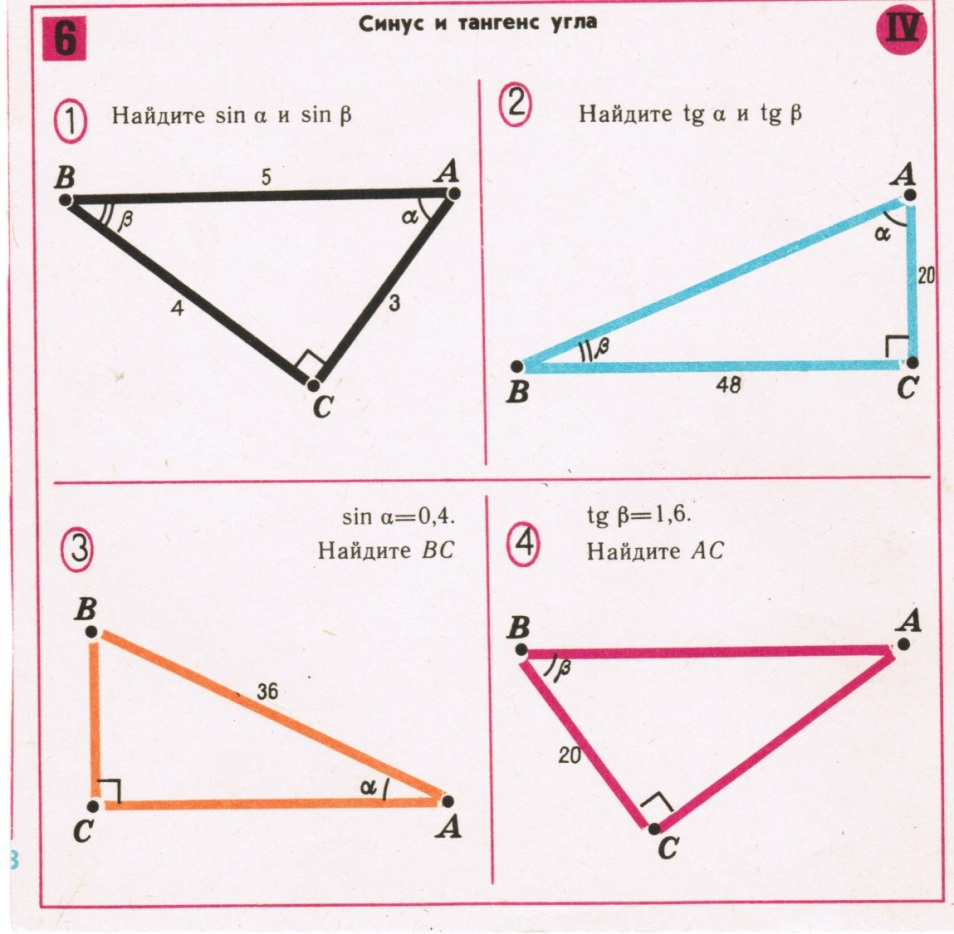 6
Синус и тангенс угла
IV
1
Найдите sin α и sin β
B
5
A
β
α
4
3
C
2
Найдите tg α и tg β
A
α
20
β
B
48
C
3
sin α=0,4.
Найдите BC
B
36
α
C
A
4
tg β=1,6.
Найдите AC
B
A
β
20
C